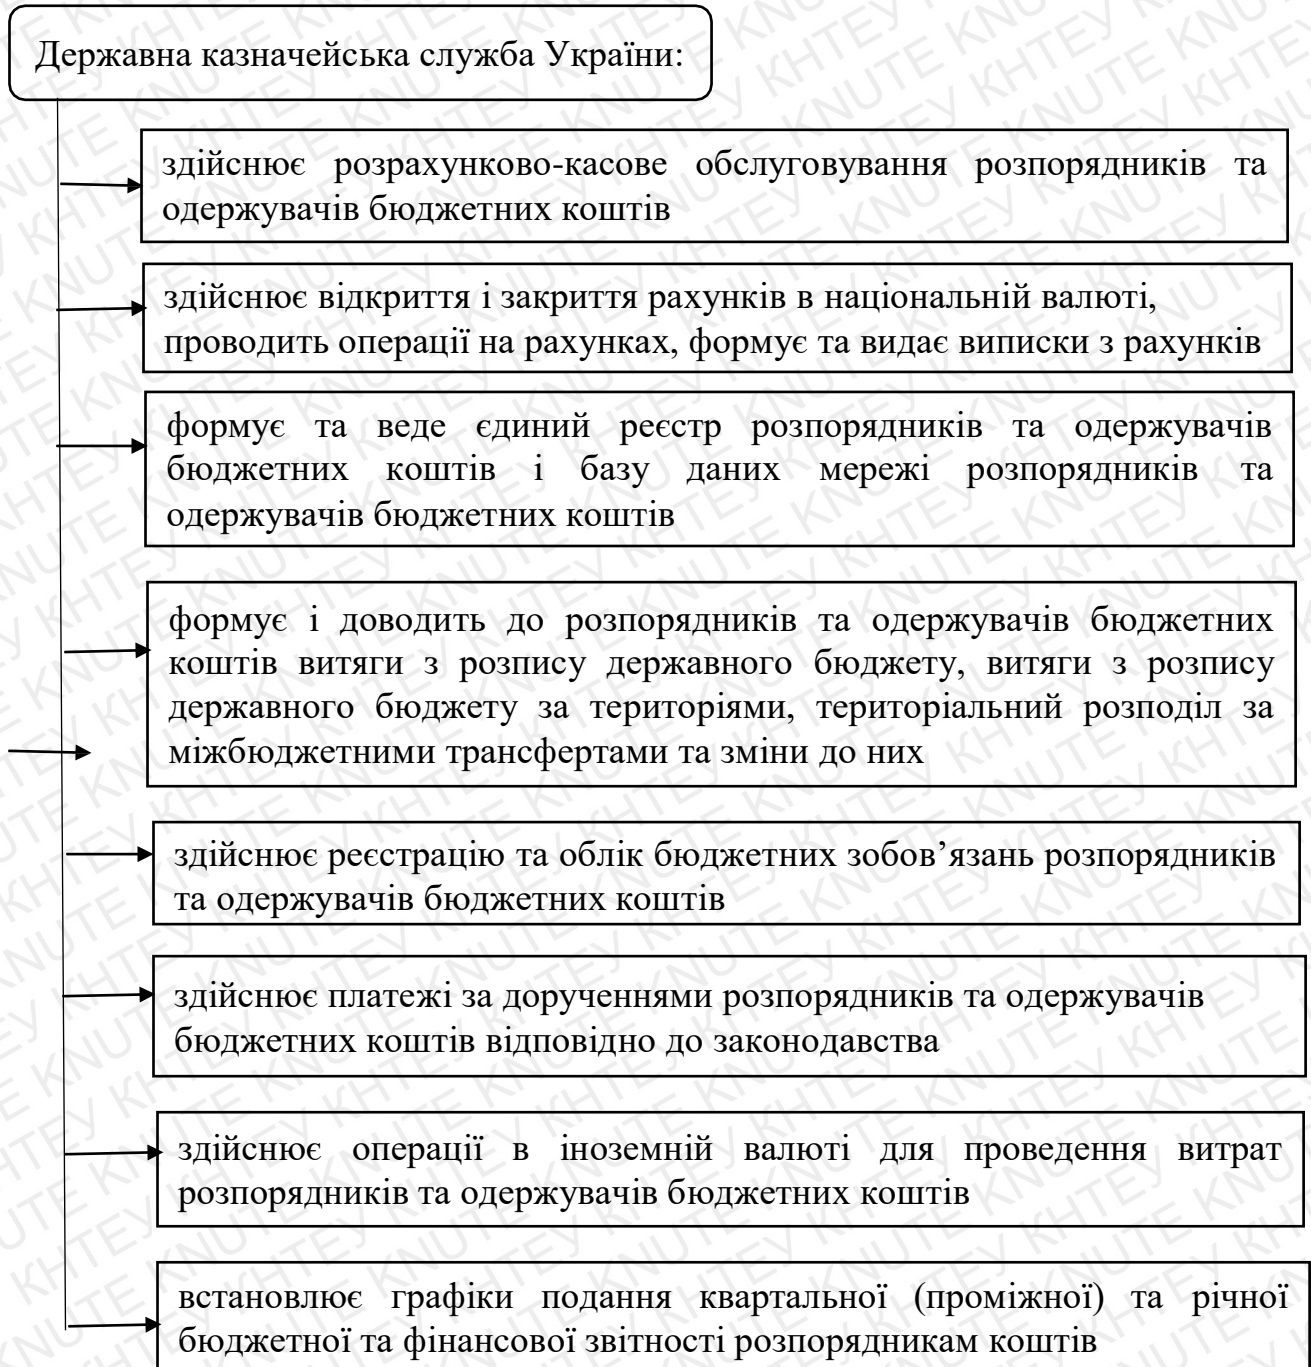 Державна казначейська служба України:
здійснює розрахунково-касове обслуговування розпорядників та
одержувачів бюджетних коштів
здійснює відкриття і закриття рахунків в національній валюті,
проводить операції на рахунках, формує та видає виписки з рахунків
формує та веде єдиний реєстр розпорядників та одержувачів
бюджетних коштів і базу даних мережі розпорядників та
одержувачів бюджетних коштів
формує і доводить до розпорядників та одержувачів бюджетних
коштів витяги з розпису державного бюджету, витяги з розпису
державного бюджету за територіями, територіальний розподіл за
міжбюджетними трансфертами та зміни до них
здійснює реєстрацію та облік бюджетних зобов’язань розпорядників
та одержувачів бюджетних коштів
здійснює платежі за дорученнями розпорядників та одержувачів
бюджетних коштів відповідно до законодавства
здійснює операції в іноземній валюті для проведення витрат
розпорядників та одержувачів бюджетних коштів
встановлює графіки подання квартальної (проміжної) та річної
бюджетної та фінансової звітності розпорядникам коштів